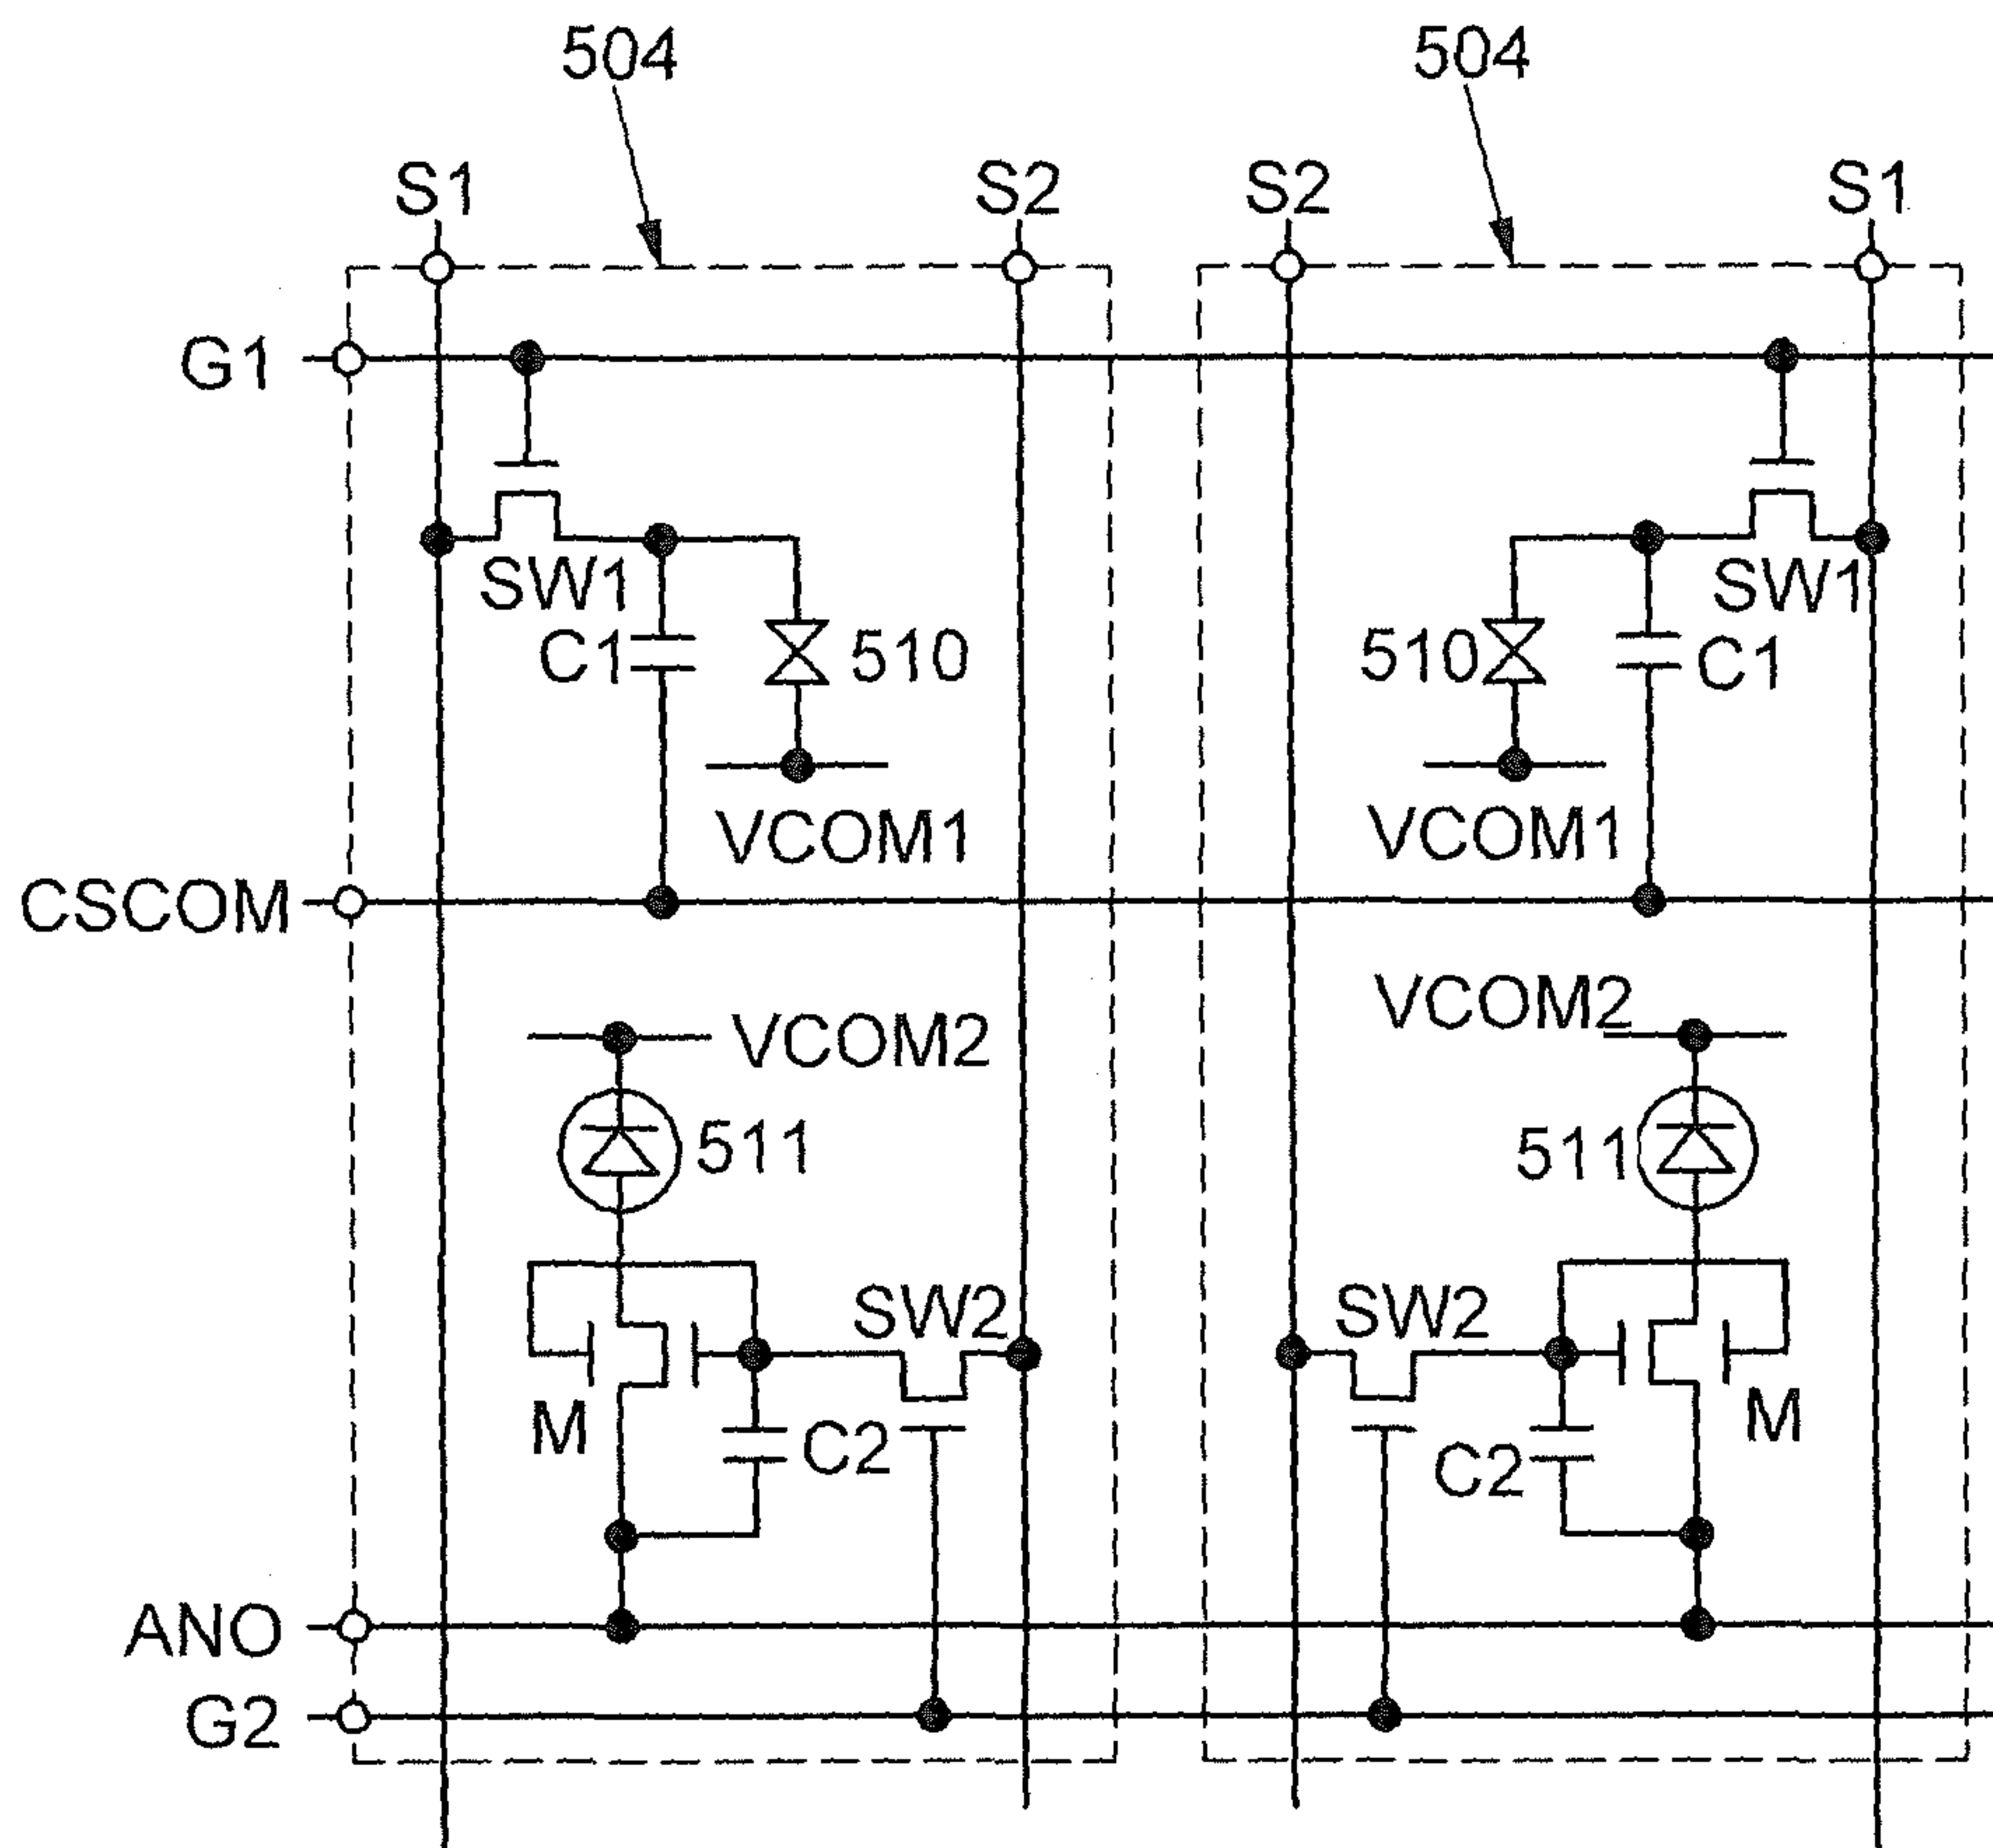 504 504
S1 S2 S2 S1
G1
SW1 SW1
C1 510 510 C1
VCOM1 VCOM1
CSCOM
VCOM2 VCOM2
511 511
SW2 SW2
M C2 C2 M
ANO
G2